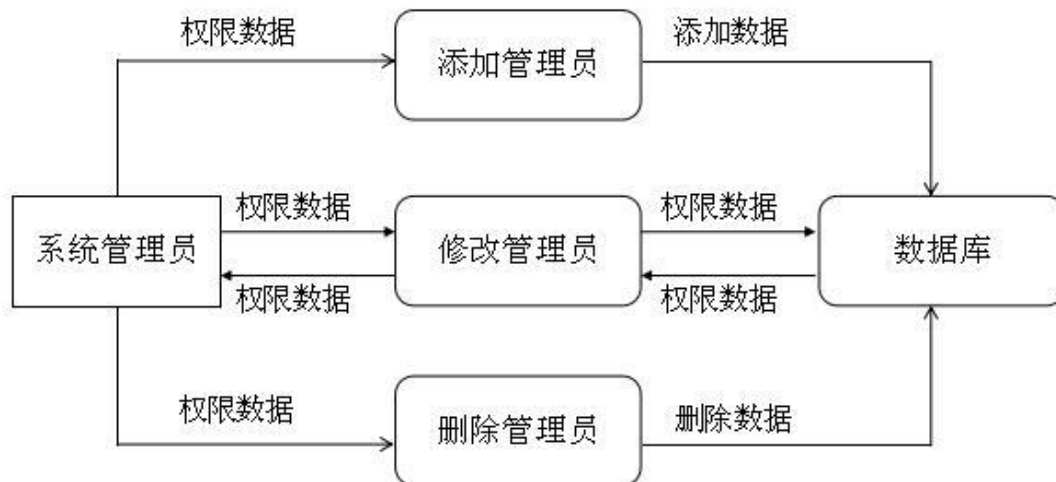 权限数据
添加管理员
添加数据
系统管理员
权限数据
权限数据
修改管理员
权限数据
权限数据
数据库
权限数据
删除管理员
删除数据